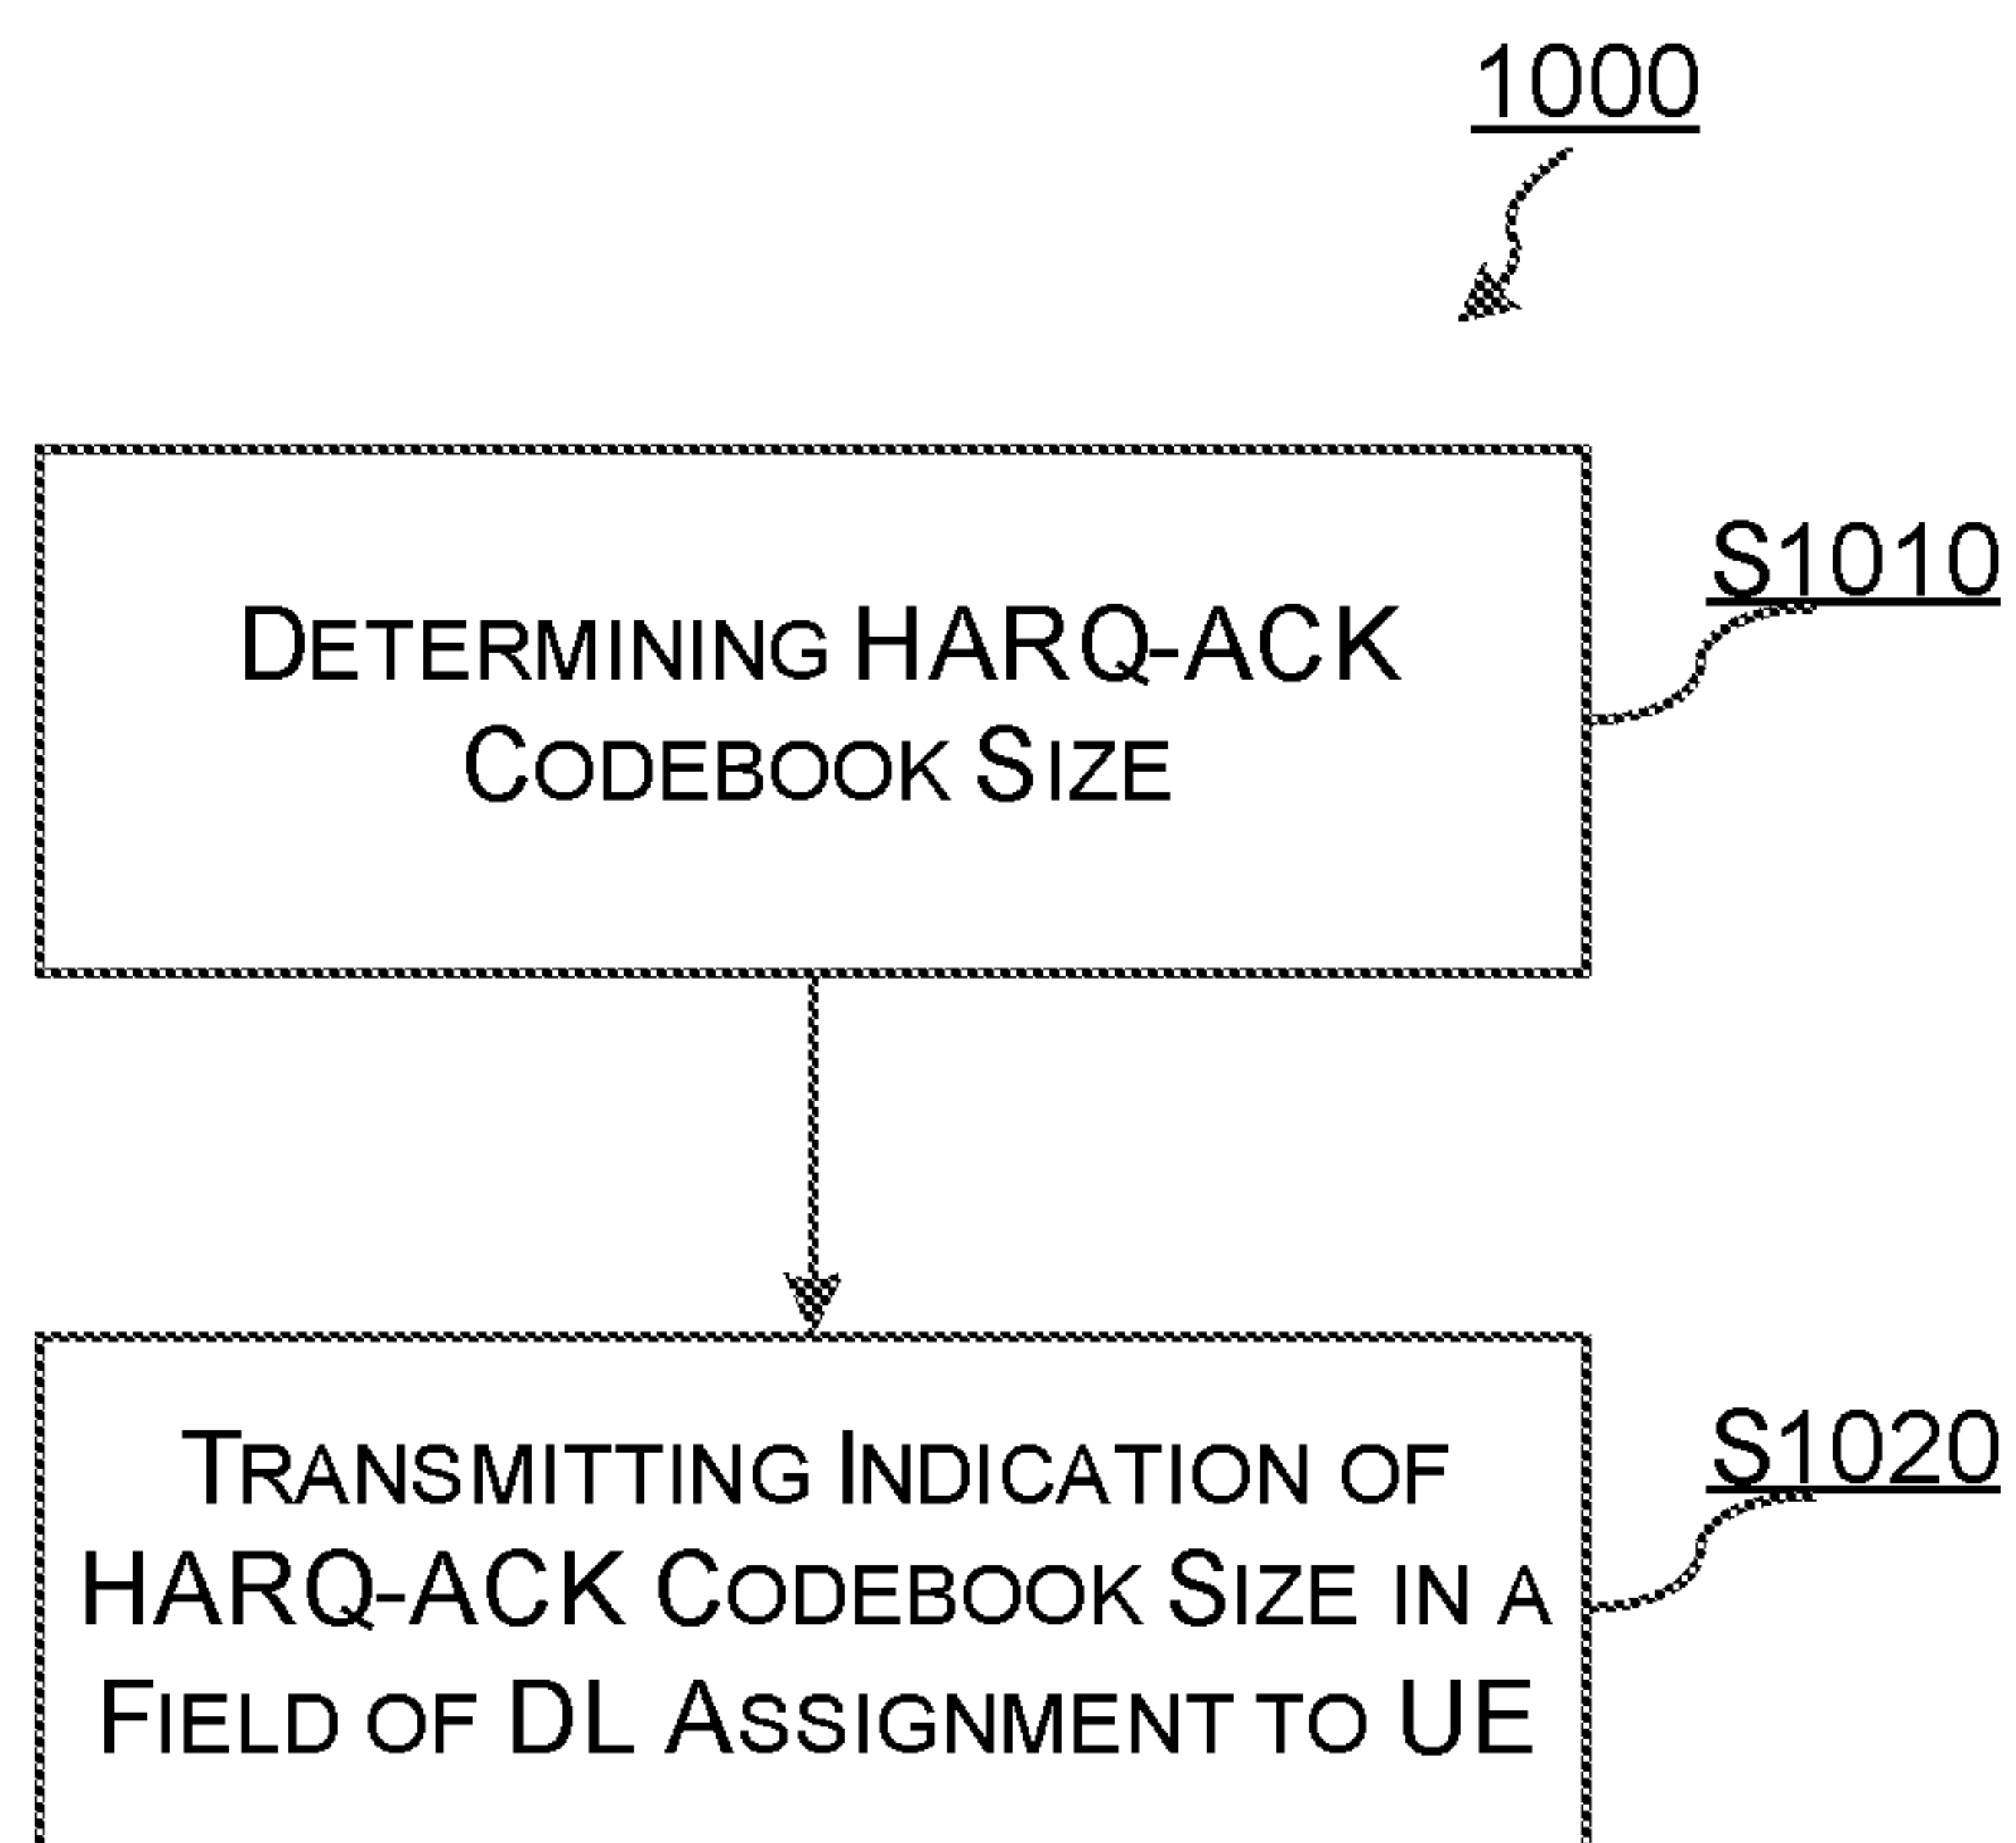 1000
DETERMINING HARQ-ACK
CODEBOOK SIZE
S1010
TRANSMITTING INDICATION OF
HARQ-ACK CODEBOOK SIZE IN A
FIELD OF DL ASSIGNMENT TO UE
S1020